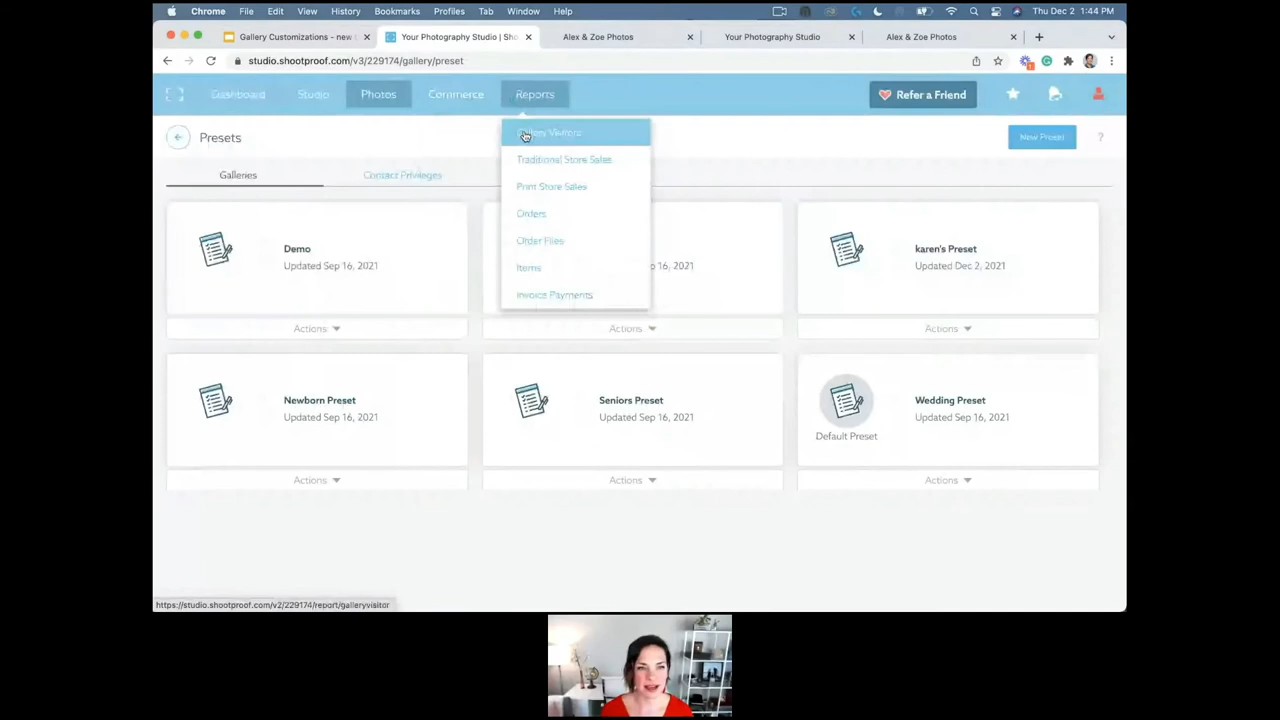 Chrome File Edit View History Bookmarks Profiles Tab Window Help Thu Dec 2 1:44 PM
Gallery Customizations - new Your Photography Studio | Sho Alex & Zoe Photos Your Photography Studio Alex & Zoe Photos
studio.shootproof.com/v3/229174/gallery/preset
Dashboard Studio Photos Commerce Reports Refer a Friend
Presets Gallery Visitors New Preset ?
Traditional Store Sales
Galleries Contact Privileges
Print Store Sales
Orders
Order Files
Items
Invoice Payments
Demo
Updated Sep 16, 2021
Actions
p 16, 2021
Actions
karen's Preset
Updated Dec 2, 2021
Actions
Newborn Preset
Updated Sep 16, 2021
Actions
Seniors Preset
Updated Sep 16, 2021
Actions
Wedding Preset
Updated Sep 16, 2021
Default Preset
Actions
https://studio.shootproof.com/v2/229174/report/galleryvisitor